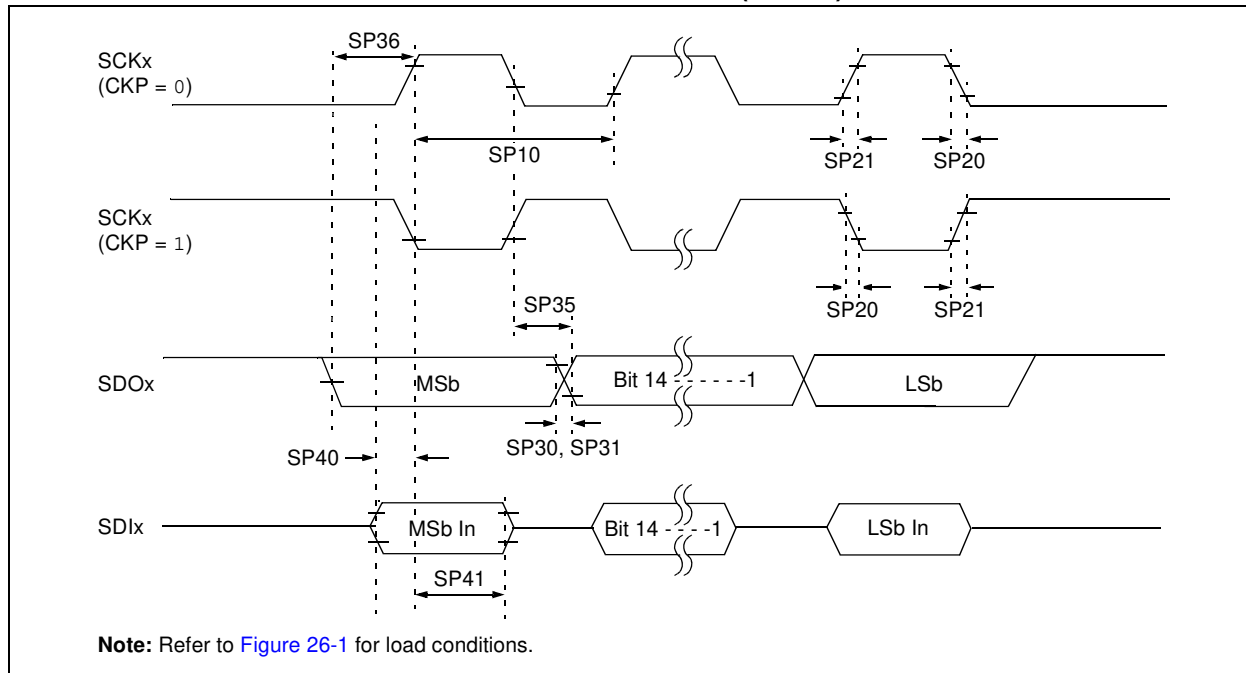 SP36
SCKx
(CKP = 0)
SP10
SP21
SP20
SCKx
(CKP = 1)
SP35
SP20
SP21
SDOx
MSb
Bit 14 - - - - - -1
LSb
SP30, SP31
SP40
SDIx
MSb In
Bit 14 - - - -1
LSb In
SP41
Note: Refer to Figure 26-1 for load conditions.